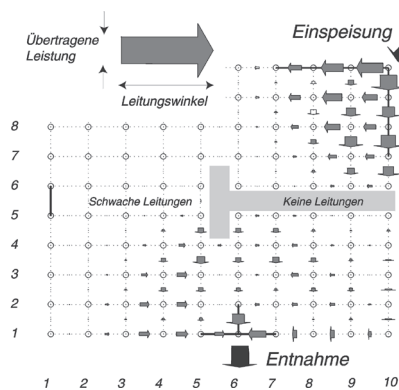 Übertragene
Leistung
Leitungswinkel
Einspeisung
8
7
6
Schwache Leitungen
Keine Leitungen
5
4
3
2
1
Entnahme
1 2 3 4 5 6 7 8 9 10